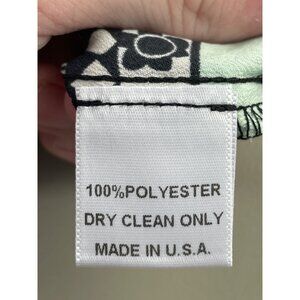 100%POLYESTER
DRY CLEAN ONLY
MADE IN U.S.A.